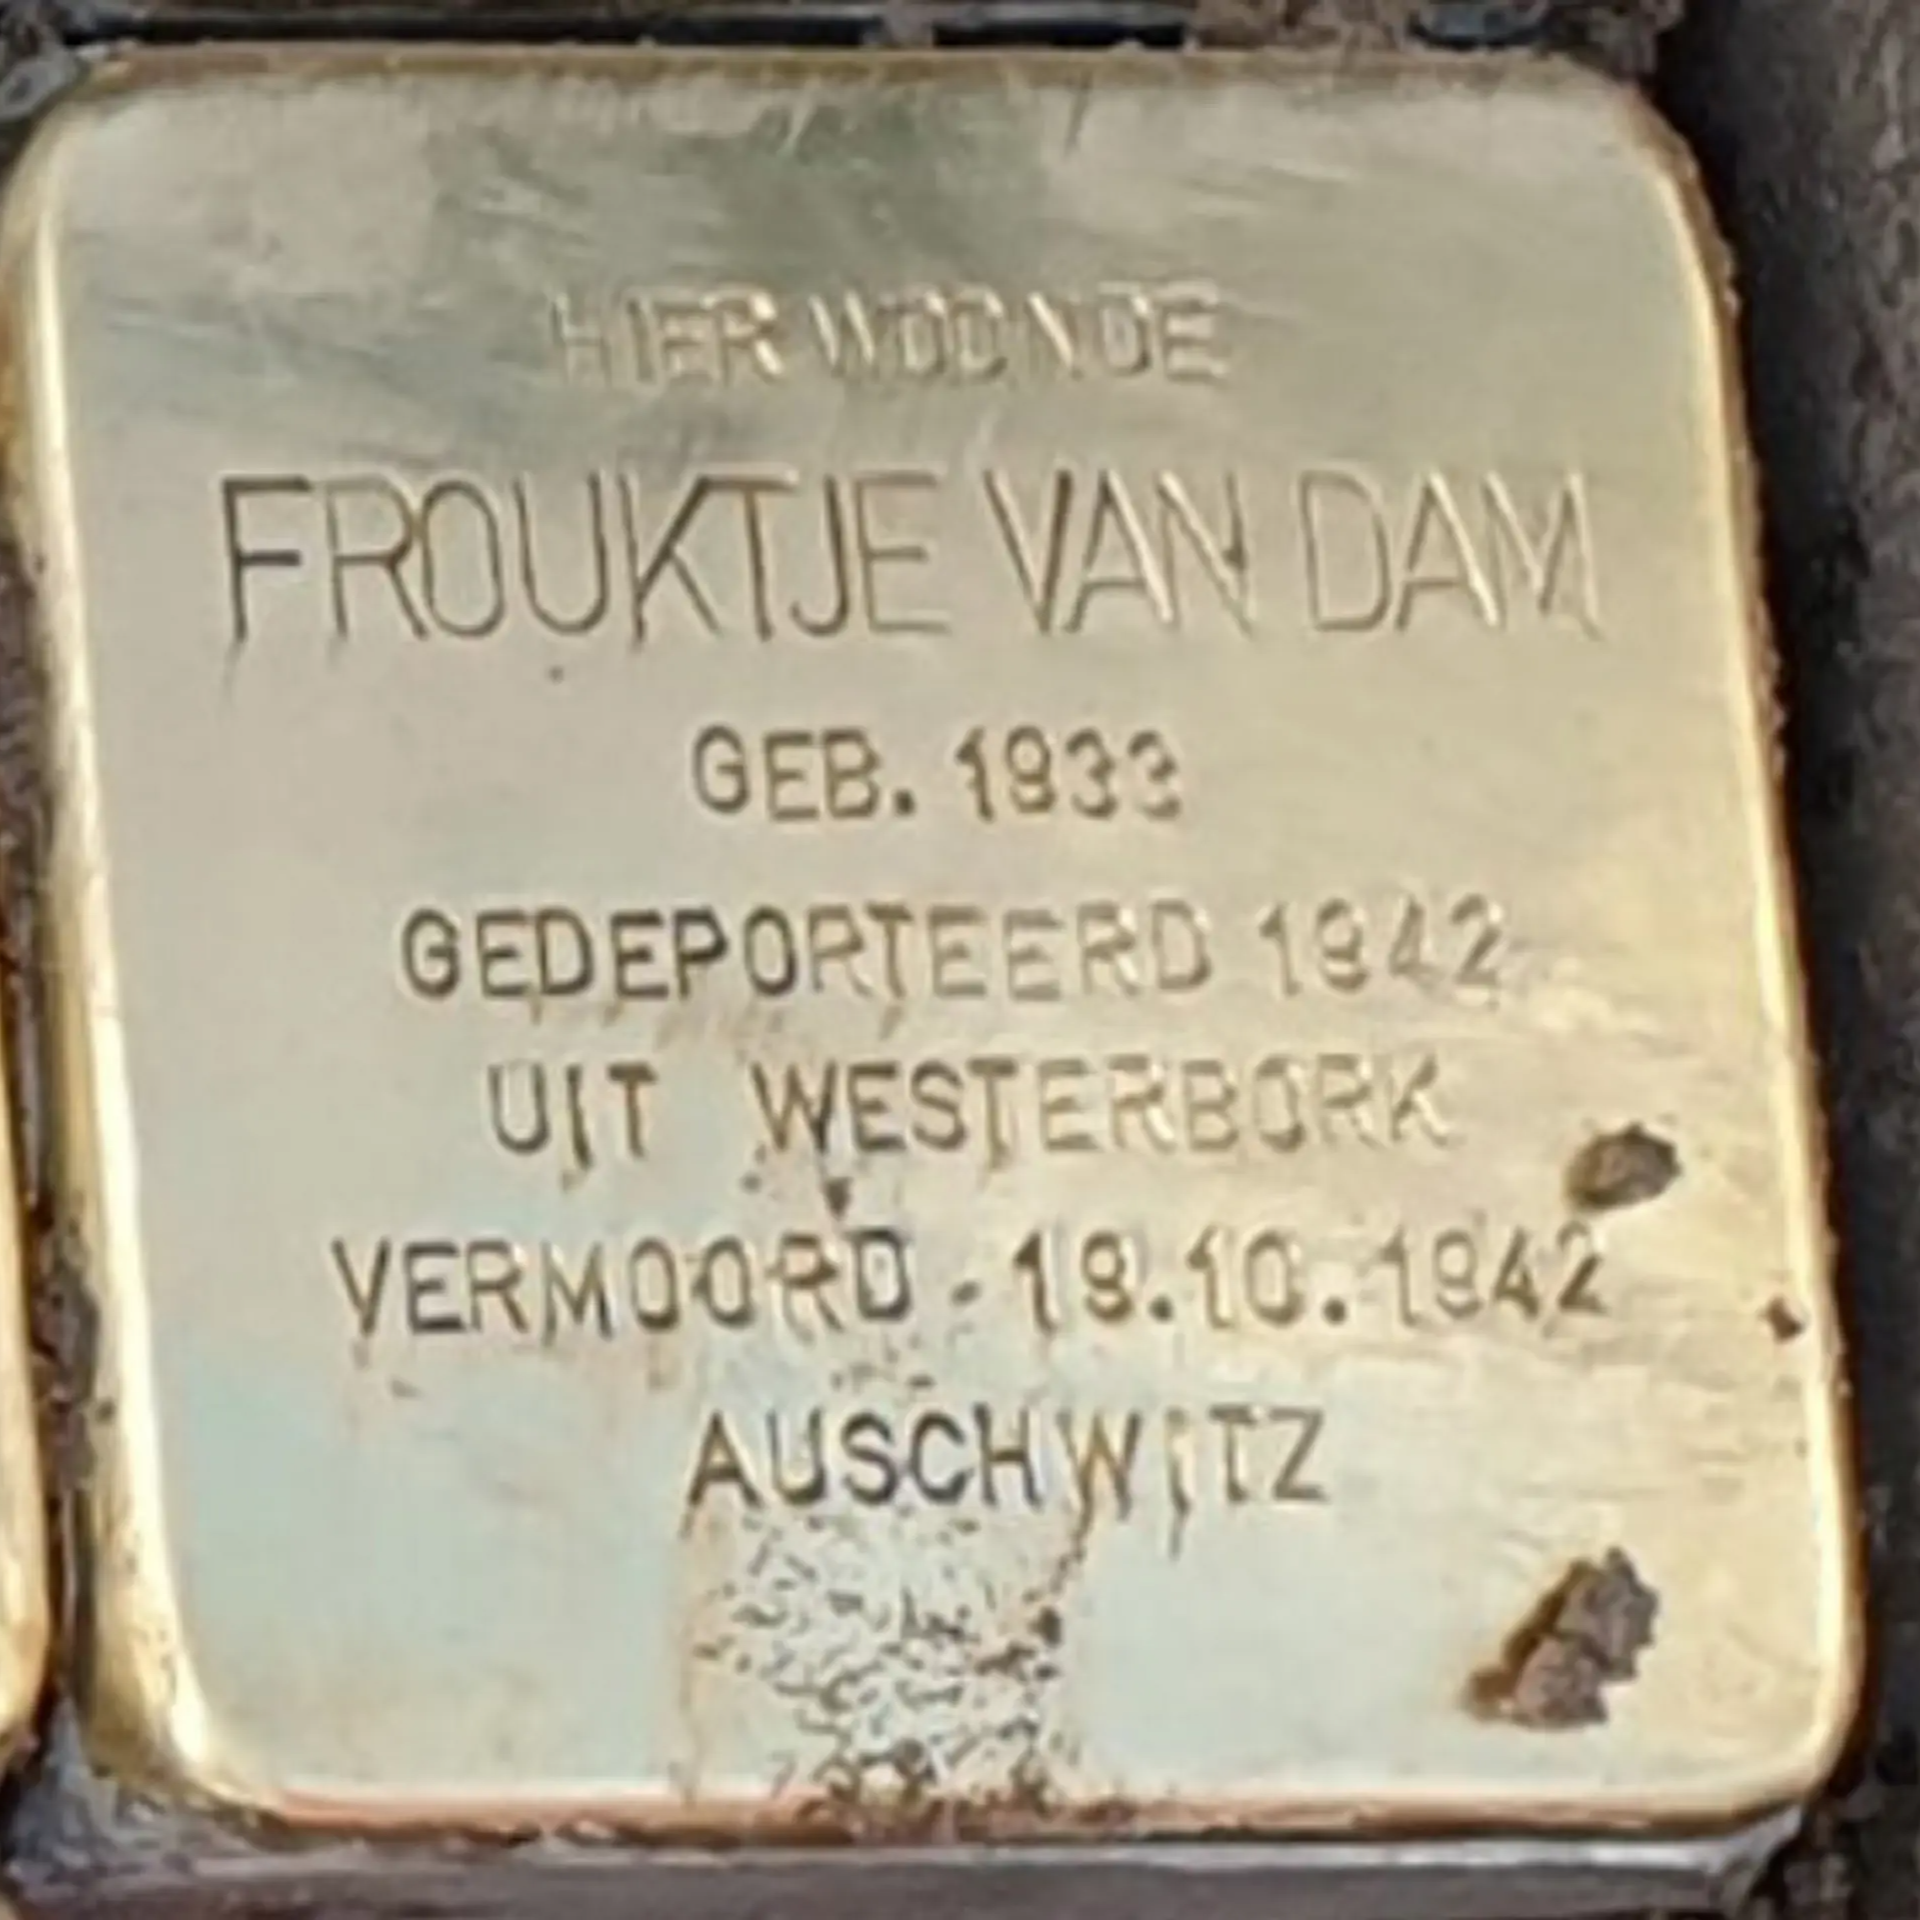 HIER WOONDE
FROUKTJE VAN DAM
GEB. 1933
GEDEPORTEERD 1942
UIT WESTERBORK
VERMOORD 19.10.1942
AUSCHWITZ